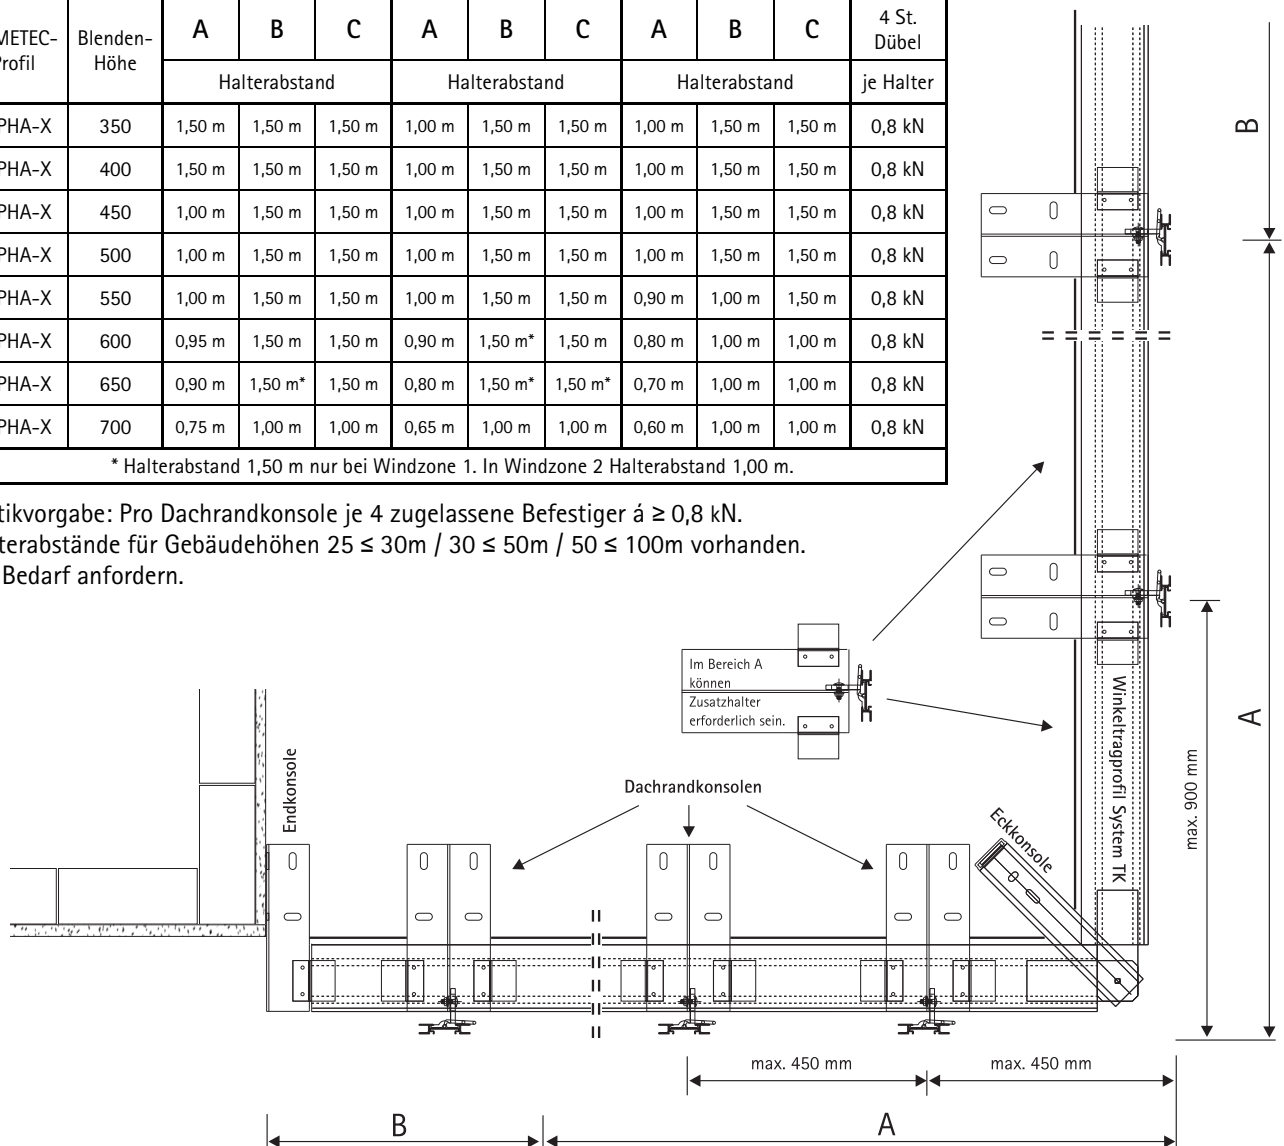 METEC- Blenden- A B C A B C A B C 4 St.
Profil Höhe Dübel
Halterabstand Halterabstand Halterabstand je Halter
PHA-X 350 1,50 m 1,50 m 1,50 m 1,00 m 1,50 m 1,50 m 1,00 m 1,50 m 1,50 m 0,8 kN
PHA-X 400 1,50 m 1,50 m 1,50 m 1,00 m 1,50 m 1,50 m 1,00 m 1,50 m 1,50 m 0,8 kN
PHA-X 450 1,00 m 1,50 m 1,50 m 1,00 m 1,50 m 1,50 m 1,00 m 1,50 m 1,50 m 0,8 kN
PHA-X 500 1,00 m 1,50 m 1,50 m 1,00 m 1,50 m 1,50 m 1,00 m 1,50 m 1,50 m 0,8 kN
PHA-X 550 1,00 m 1,50 m 1,50 m 1,00 m 1,50 m 1,50 m 0,90 m 1,00 m 1,50 m 0,8 kN
PHA-X 600 0,95 m 1,50 m 1,50 m 0,90 m 1,50 m* 1,50 m 0,80 m 1,00 m 1,00 m 0,8 kN
PHA-X 650 0,90 m 1,50 m* 1,50 m 0,80 m 1,50 m* 1,50 m* 0,70 m 1,00 m 1,00 m 0,8 kN
PHA-X 700 0,75 m 1,00 m 1,00 m 0,65 m 1,00 m 1,00 m 0,60 m 1,00 m 1,00 m 0,8 kN
* Halterabstand 1,50 m nur bei Windzone 1. In Windzone 2 Halterabstand 1,00 m.
tikvorgabe: Pro Dachrandkonsole je 4 zugelassene Befestiger á ≥ 0,8 kN.
terabstände für Gebäudehöhen 25 ≤ 30m / 30 ≤ 50m / 50 ≤ 100m vorhanden.
Bedarf anfordern.
B
Im Bereich A
können
Zusatzhalter
erforderlich sein.
Winkeltragprofil System TK
A
max. 900 mm
Endkonsole
Dachrandkonsolen
Eckkonsole
max. 450 mm
max. 450 mm
B
A